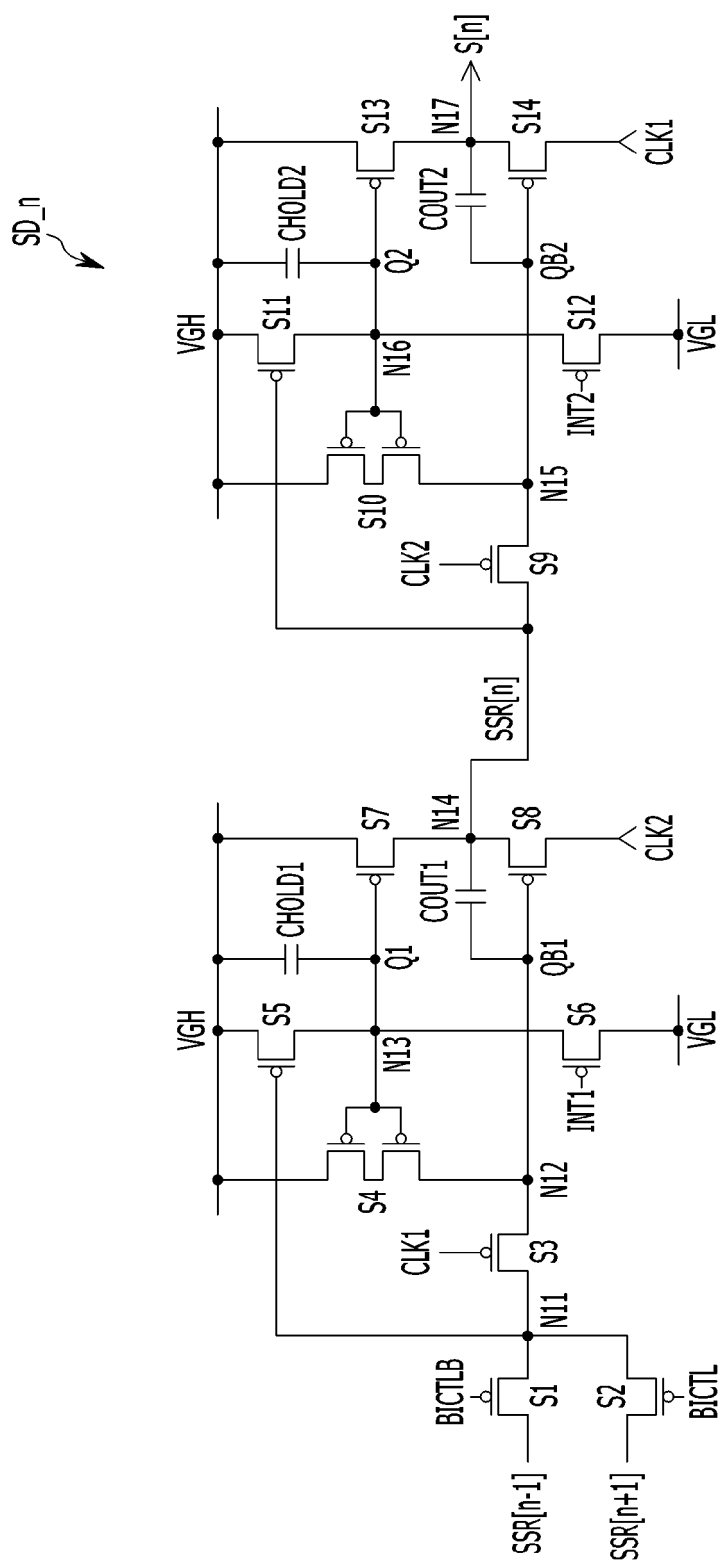 SD_n
VGH
S5
CHOLD1
S7
S4
N13
Q1
N14
SSR[n]
COUT1
CLK1
S8
BICTLB
N11
S3
N12
INT1
S6
QB1
CLK2
SSR[n-1]
S1
S2
VGL
SSR[n+1]
BICTL
VGH
S11
CHOLD2
S13
S10
N16
Q2
N17
S[n]
COUT2
CLK2
S14
S9
N15
INT2
S12
QB2
CLK1
VGL